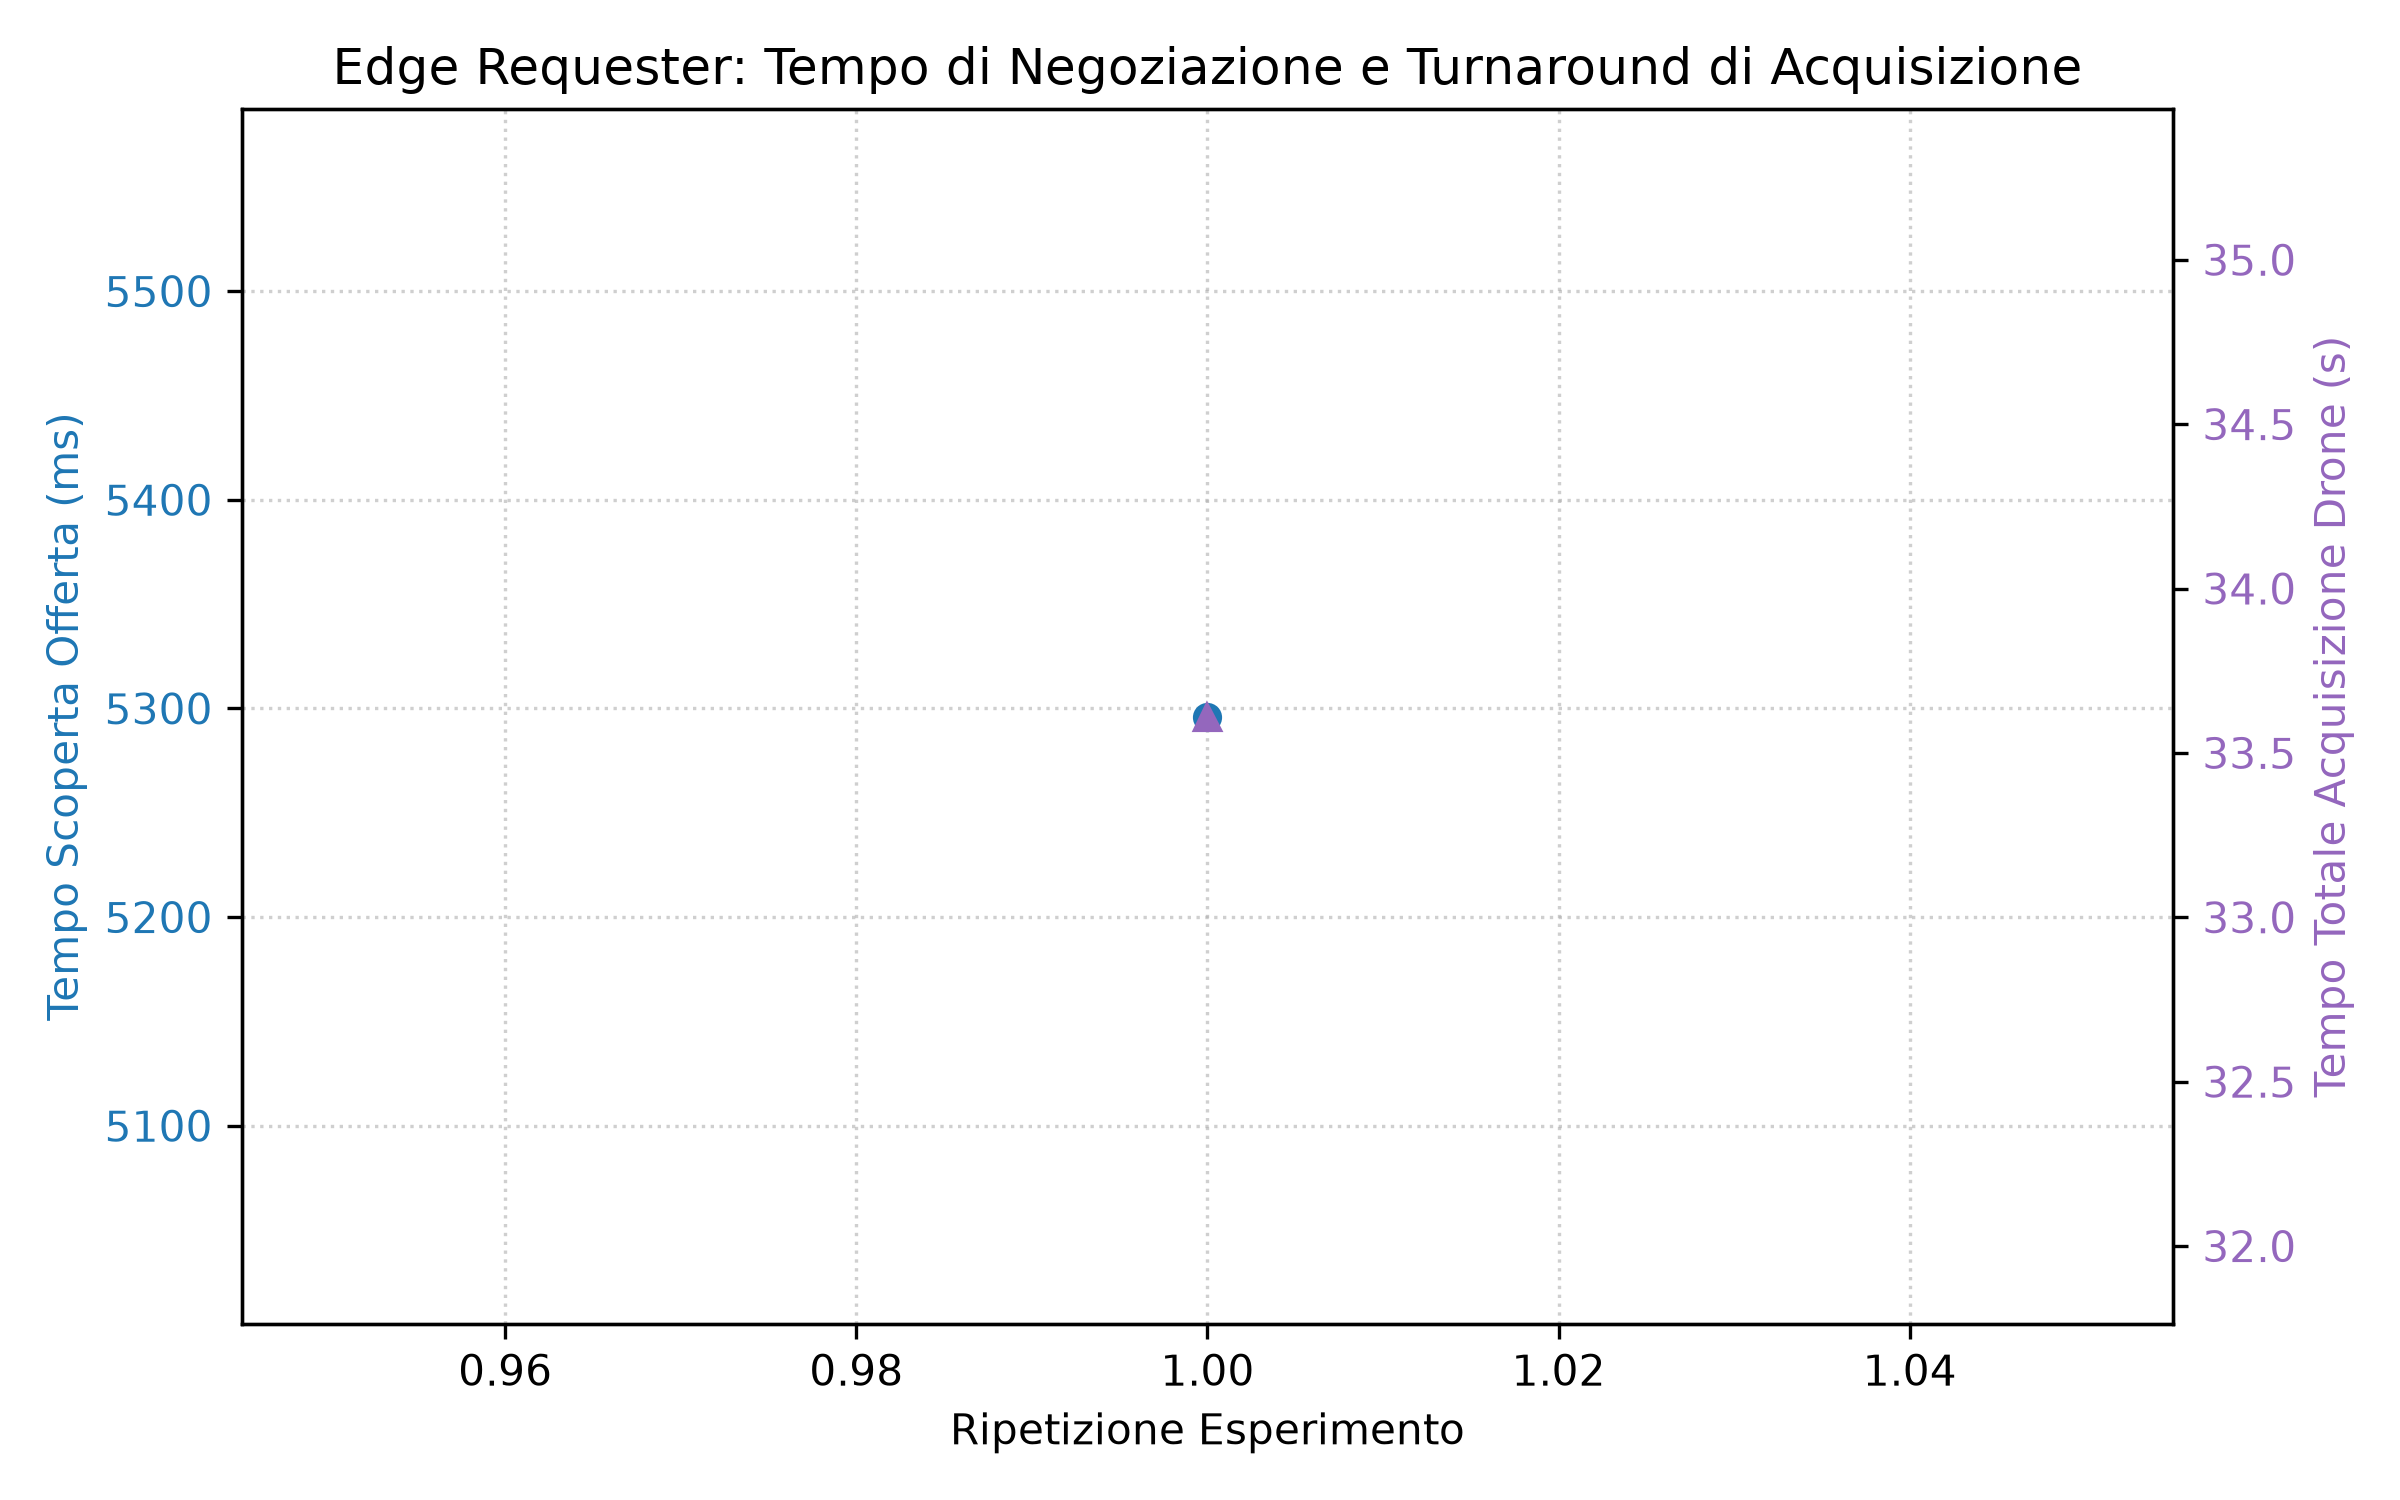 Edge Requester: Tempo di Negoziazione e Turnaround di Acquisizione
Tempo Scoperta Offerta (ms)
5500
5400
5300
5200
5100
35.0
34.5
34.0
33.5
33.0
32.5
32.0
Tempo Totale Acquisizione Drone (s)
0.96 0.98 1.00 1.02 1.04
Ripetizione Esperimento